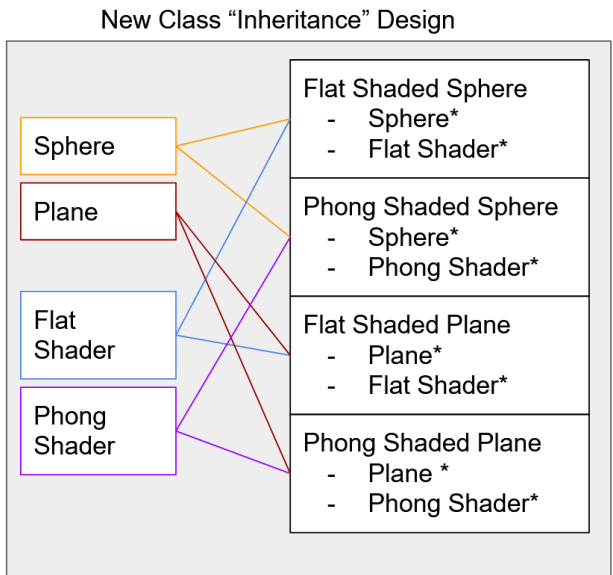 New Class “Inheritance” Design
Sphere
Plane
Flat
Shader
Phong
Shader
Flat Shaded Sphere
- Sphere*
- Flat Shader*
Phong Shaded Sphere
- Sphere*
- Phong Shader*
Flat Shaded Plane
- Plane*
- Flat Shader*
Phong Shaded Plane
- Plane *
- Phong Shader*